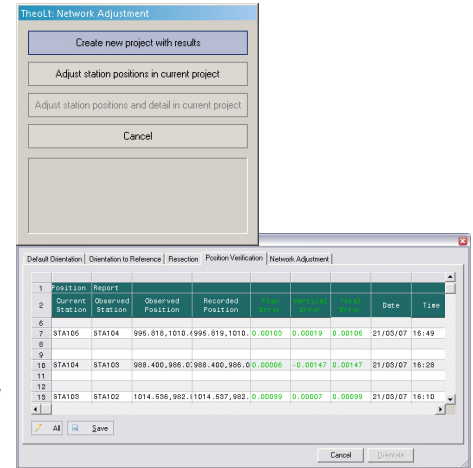 TheoLt: Network Adjustment
Create new project with results
Adjust station positions in current project
Adjust station positions and detail in current project
Cancel
Default Orientation Orientation to Reference Resection Position Verification Network Adjustment
1 Position Report
2 Current Station Observed Station Observed Position Recorded Position Plan Error Vertical Error Total Error Date Time
6
7 STA105 STA104 995.818,1010.( 995.819,1010. 0.00103 0.00019 0.00105 21/03/07 16:49
8
9
10 STA104 STA103 988.400,986.0 988.400,986.0 0.00006 -0.00147 0.00147 21/03/07 16:28
11
12
13 STA103 STA102 1014.536,982.( 1014.537,982. 0.00099 0.00007 0.00099 21/03/07 16:10
All Save
Cancel Orientate